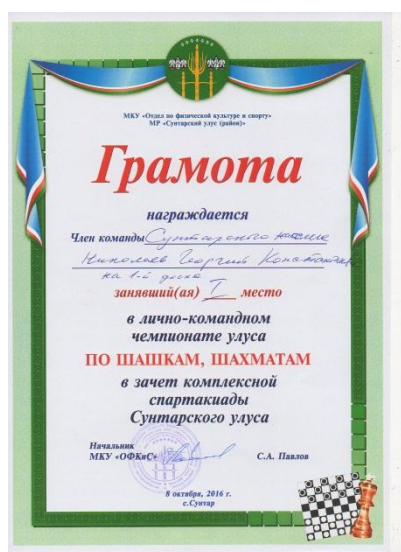 МКУ «Отдел по физической культуре и спорту»
МР «Сунтарский улус (район)»
Грамота
награждается
Член команды Сунтарского наслега
Николаев Георгий Константинов
на 1-й доске
занявший(ая) I место
в лично-командном
чемпионате улуса
ПО ШАШКАМ, ШАХМАТАМ
в зачет комплексной
спартакиады
Сунтарского улуса
Начальник
МКУ «ОФКиС» С.А. Павлов
8 октября, 2016 г.
с.Сунтар